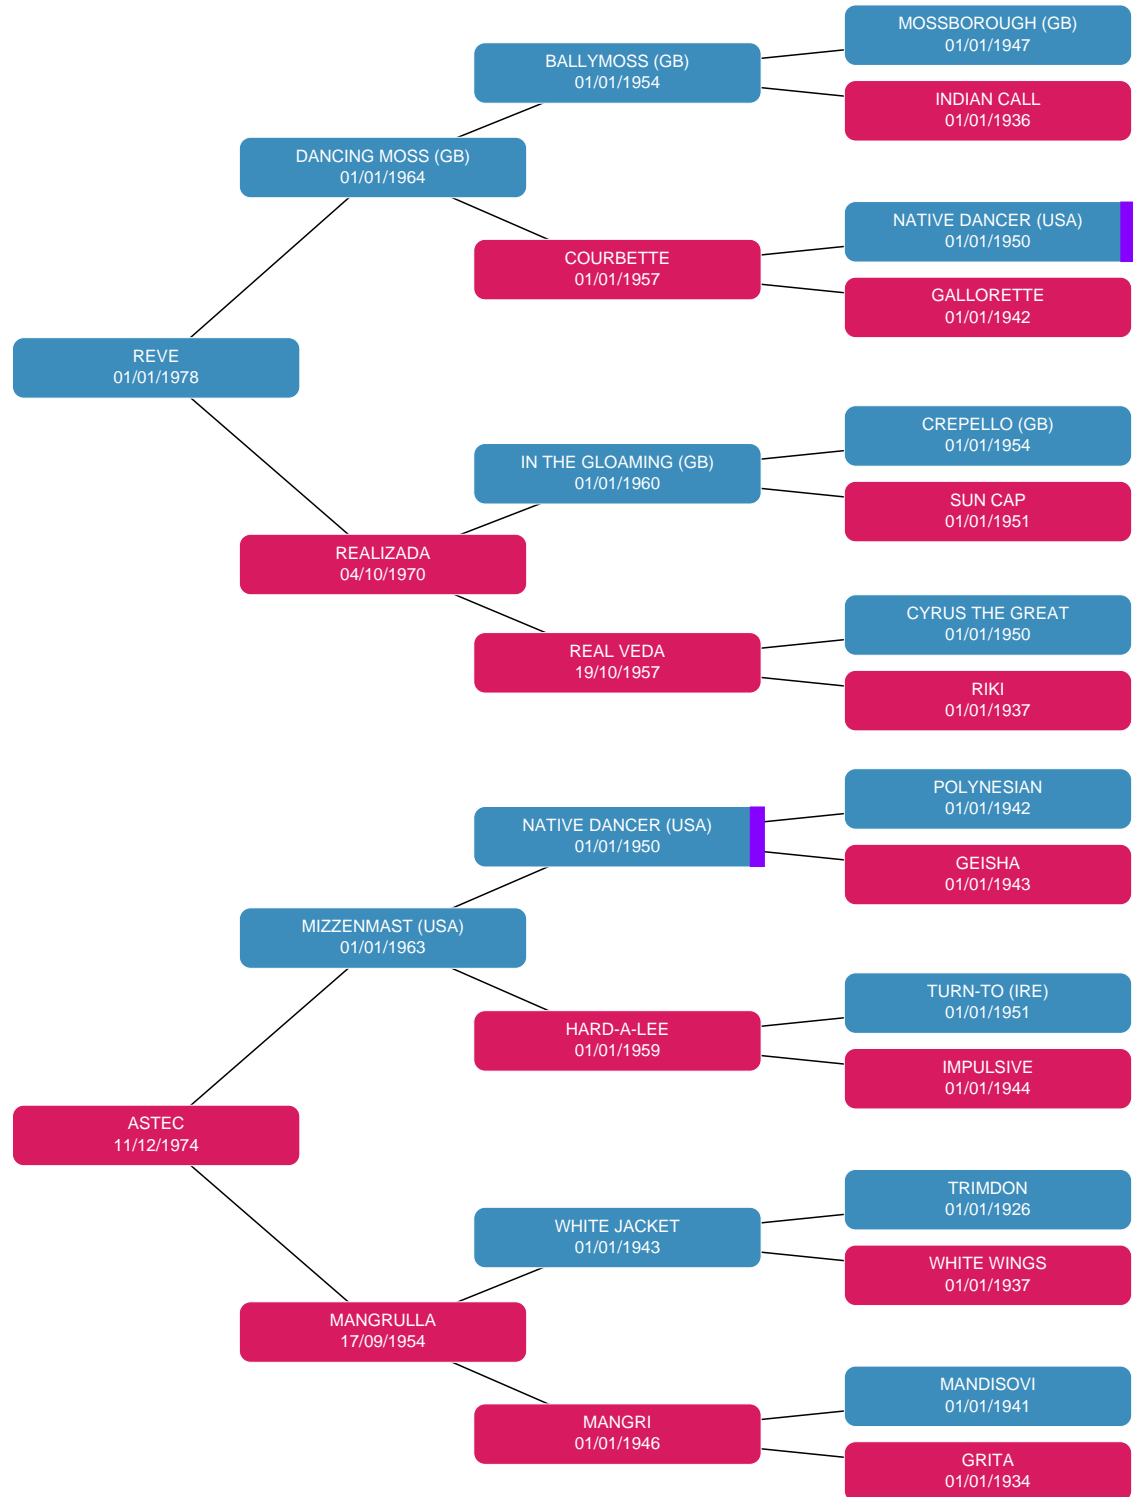 MOSSBOROUGH (GB)
01/01/1947
BALLYMOSS (GB)
01/01/1954
INDIAN CALL
01/01/1936
DANCING MOSS (GB)
01/01/1964
NATIVE DANCER (USA)
01/01/1950
COURBETTE
01/01/1957
GALLORETTE
01/01/1942
REVE
01/01/1978
CREPELLO (GB)
01/01/1954
IN THE GLOAMING (GB)
01/01/1960
SUN CAP
01/01/1951
REALIZADA
04/10/1970
CYRUS THE GREAT
01/01/1950
REAL VEDA
19/10/1957
RIKI
01/01/1937
POLYNESIAN
01/01/1942
NATIVE DANCER (USA)
01/01/1950
GEISHA
01/01/1943
MIZZENMAST (USA)
01/01/1963
TURN-TO (IRE)
01/01/1951
HARD-A-LEE
01/01/1959
IMPULSIVE
01/01/1944
ASTEC
11/12/1974
TRIMDON
01/01/1926
WHITE JACKET
01/01/1943
WHITE WINGS
01/01/1937
MANGRULLA
17/09/1954
MANDISOVI
01/01/1941
MANGRI
01/01/1946
GRITA
01/01/1934